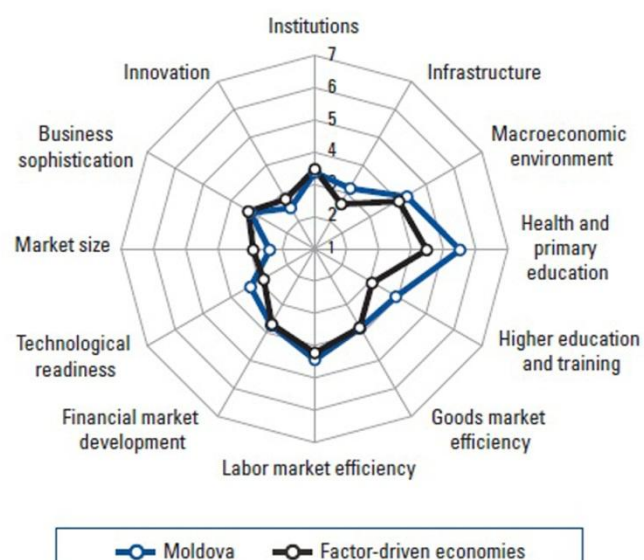 Institutions
7
Innovation
6
Infrastructure
5
Business
sophistication
4
Macroeconomic
environment
2
Market size
1
Health and
primary
education
Technological
readiness
Higher education
and training
Financial market
development
Goods market
efficiency
Labor market efficiency
Moldova
Factor-driven economies